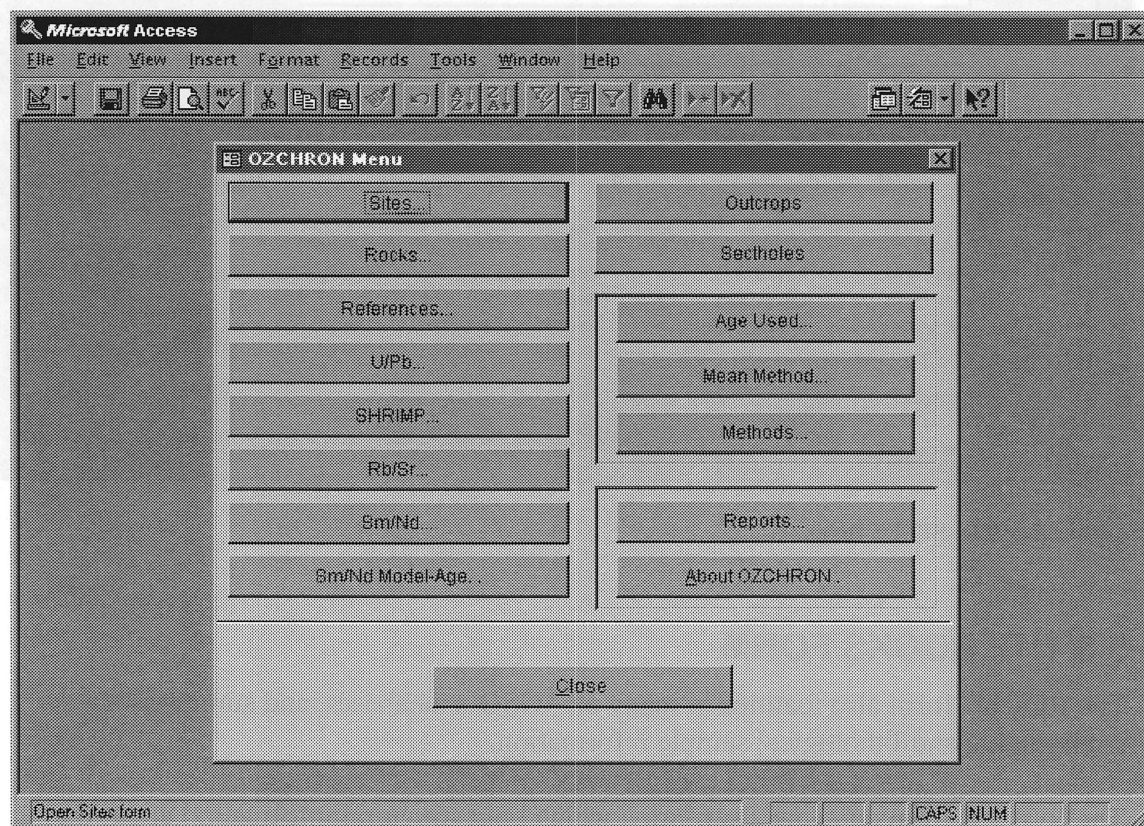 Microsoft Access
File Edit View Insert Format Records Tools Window Help
OZCHRON Menu
Sites...
Rocks...
References...
U/Pb...
SHRIMP...
Rb/Sr...
Sm/Nd...
Sm/Nd Model-Age. .
Outcrops
Sectholes
Age Used...
Mean Method...
Methods...
Reports...
About OZCHRON .
Close
Open Sites form
CAPS NUM